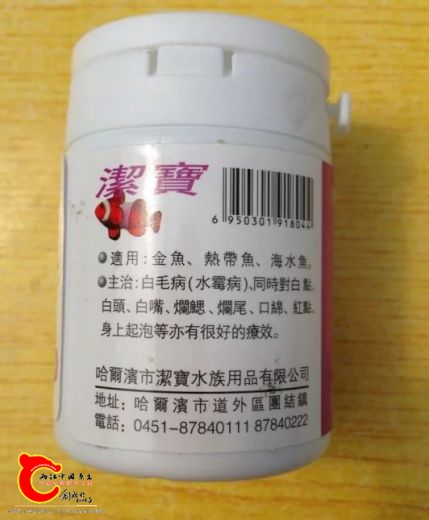 潔寶
6 950301 918044
●適用:金魚、熱帶魚、海水魚。
●主治:白毛病(水霉病)、同時對白點、
白頭、白嘴、爛鰓、爛尾、口綿、紅點、
身上起泡等亦有很好的療效。
哈爾濱市潔寶水族用品有限公司
地址:哈爾濱市道外區團結鎮
電話:0451-87840111 87840222